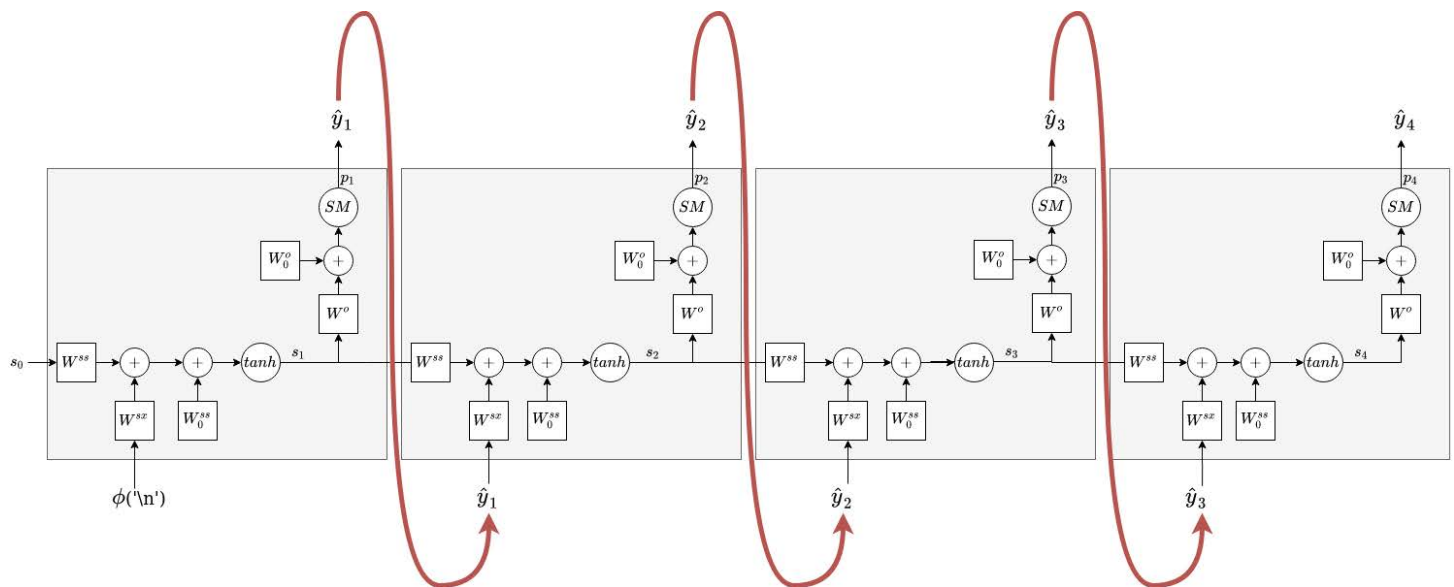 ŷ₁ ŷ₂ ŷ₃ ŷ₄
p₁ p₂ p₃ p₄
SM SM SM SM
W₀ᵒ + W₀ᵒ + W₀ᵒ + W₀ᵒ +
Wᵒ Wᵒ Wᵒ Wᵒ
s₀ Wˢˢ + + tanh s₁ Wˢˢ + + tanh s₂ Wˢˢ + + tanh s₃ Wˢˢ + + tanh s₄
Wˢˣ W₀ˢˢ Wˢˣ W₀ˢˢ Wˢˣ W₀ˢˢ Wˢˣ W₀ˢˢ
ϕ('\n') ŷ₁ ŷ₂ ŷ₃